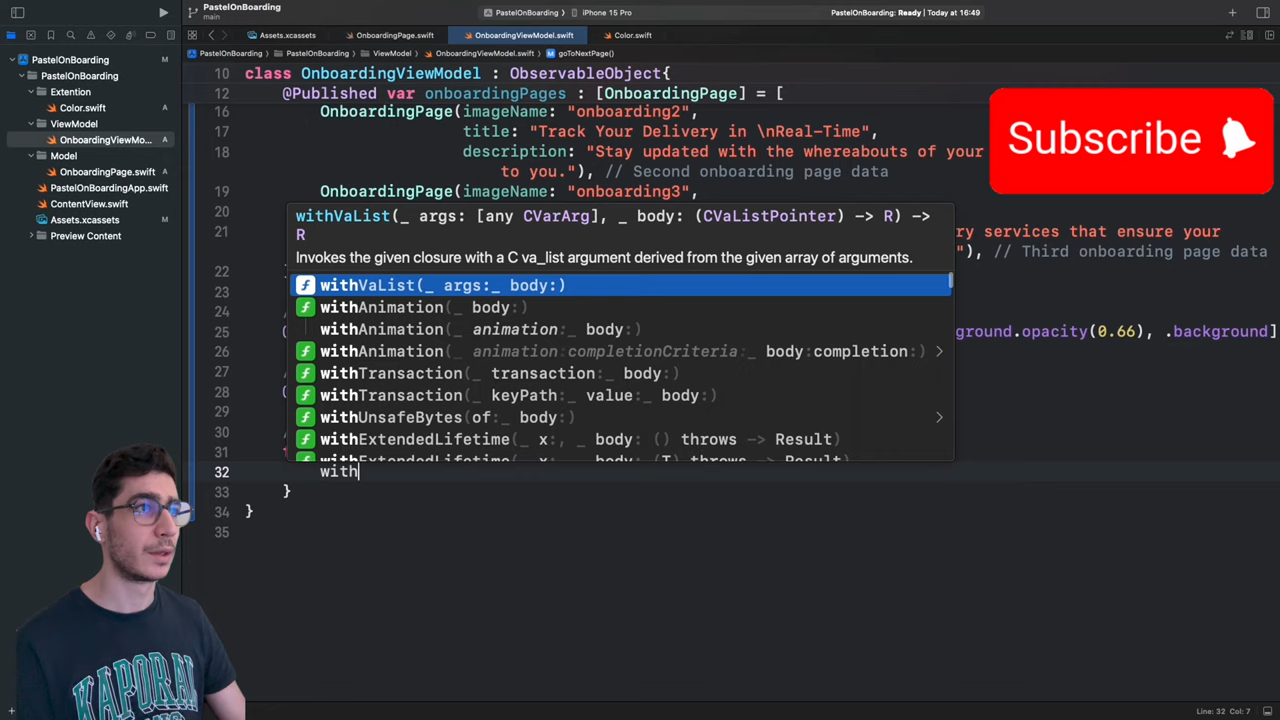 PastelOnBoarding
main
PastelOnBoarding
iPhone 15 Pro
PastelOnBoarding: Ready | Today at 16:49
Assets.xcassets
OnboardingPage.swift
OnboardingViewModel.swift
Color.swift
PastelOnBoarding
PastelOnBoarding
ViewModel
OnboardingViewModel.swift
goToNextPage()
PastelOnBoarding M
PastelOnBoarding
Extention
Color.swift A
ViewModel
OnboardingViewMo... A
Model
OnboardingPage.swift A
PastelOnBoardingApp.swift
ContentView.swift
Assets.xcassets M
Preview Content
10 class OnboardingViewModel : ObservableObject{
12 @Published var onboardingPages : [OnboardingPage] = [
16 OnboardingPage(imageName: "onboarding2",
17 title: "Track Your Delivery in \nReal-Time",
18 description: "Stay updated with the whereabouts of your
to you."), // Second onboarding page data
19 OnboardingPage(imageName: "onboarding3",
20
21 ry services that ensure your
"), // Third onboarding page data
22
23
25 ground.opacity(0.66), .background]
26
28
29
31
32 with
33 }
}
35
withVaList(_ args: [any CVarArg], _ body: (CVaListPointer) -> R) ->
R
Invokes the given closure with a C va_list argument derived from the given array of arguments.
withVaList(_ args:_ body:)
withAnimation(_ body:)
withAnimation(_ animation:_ body:)
withAnimation(_ animation:completionCriteria:_ body:completion:)
withTransaction(_ transaction:_ body:)
withTransaction(_ keyPath:_ value:_ body:)
withUnsafeBytes(of:_ body:)
withExtendedLifetime(_ x:, _ body: () throws -> Result)
withExtendedLifetime(_ x:, _ body: (T) throws -> Result)
Subscribe
KAPORAL
Line: 32 Col: 7